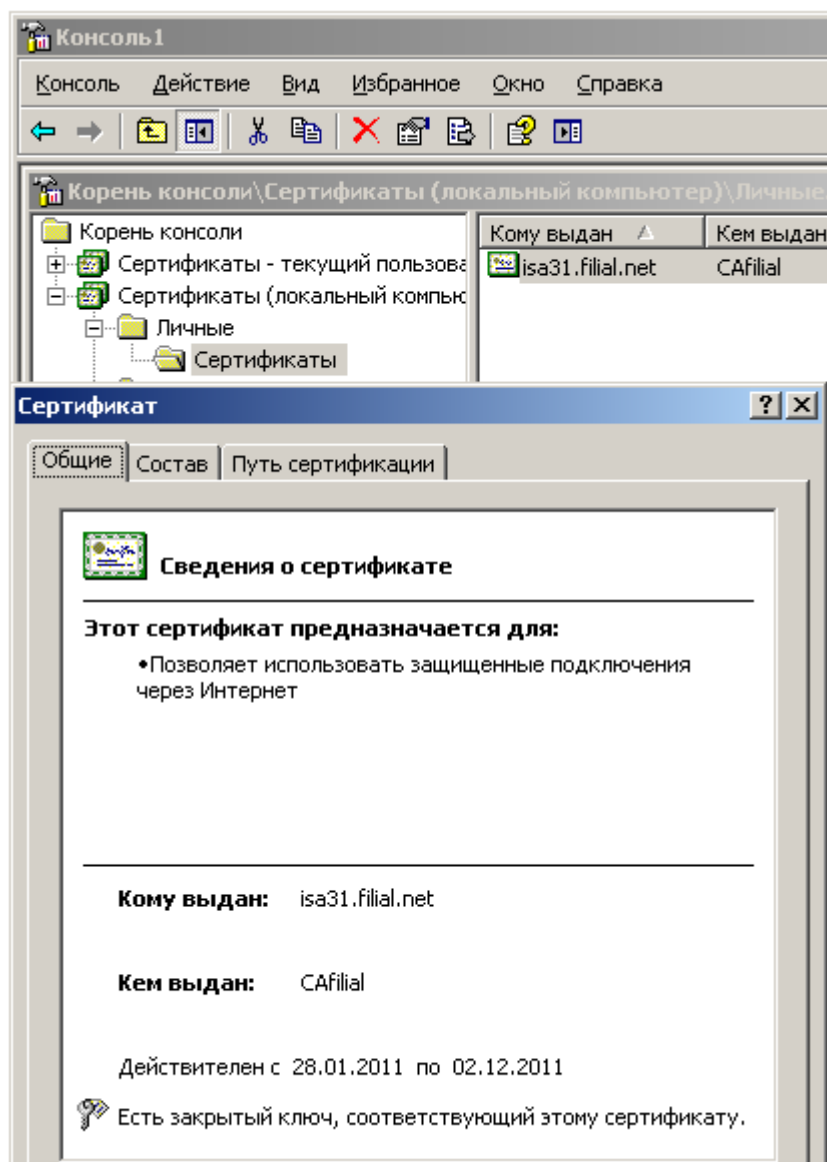 Консоль1
Консоль Действие Вид Избранное Окно Справка
Корень консоли\Сертификаты (локальный компьютер)\Личные
Корень консоли
Сертификаты - текущий пользова
Сертификаты (локальный компью
Личные
Сертификаты
Кому выдан Кем выдан
isa31.filial.net CAfilial
Сертификат
Общие Состав Путь сертификации
Сведения о сертификате
Этот сертификат предназначается для:
•Позволяет использовать защищенные подключения
через Интернет
Кому выдан: isa31.filial.net
Кем выдан: CAfilial
Действителен с 28.01.2011 по 02.12.2011
Есть закрытый ключ, соответствующий этому сертификату.